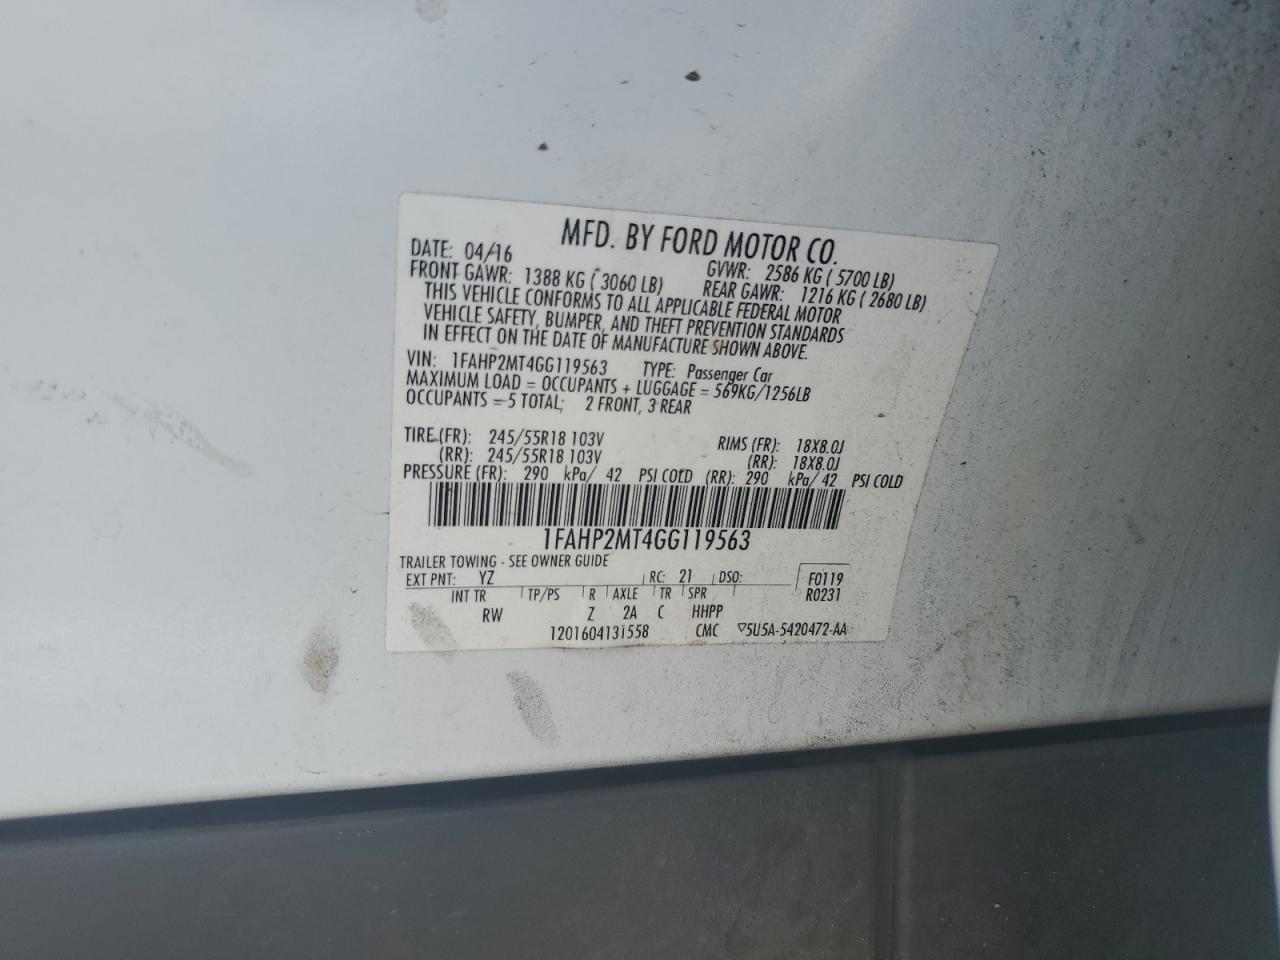 MFD. BY FORD MOTOR CO.
DATE: 04/16 GVWR: 2586 KG ( 5700 LB)
FRONT GAWR: 1388 KG ( 3060 LB) REAR GAWR: 1216 KG ( 2680 LB)
THIS VEHICLE CONFORMS TO ALL APPLICABLE FEDERAL MOTOR
VEHICLE SAFETY, BUMPER, AND THEFT PREVENTION STANDARDS
IN EFFECT ON THE DATE OF MANUFACTURE SHOWN ABOVE.
VIN: 1FAHP2MT4GG119563 TYPE: Passenger Car
MAXIMUM LOAD = OCCUPANTS + LUGGAGE = 569KG/1256LB
OCCUPANTS = 5 TOTAL; 2 FRONT, 3 REAR
TIRE (FR): 245/55R18 103V RIMS (FR): 18X8.0J
(RR): 245/55R18 103V (RR): 18X8.0J
PRESSURE (FR): 290 kPa/ 42 PSI COLD (RR): 290 kPa/ 42 PSI COLD
1FAHP2MT4GG119563
TRAILER TOWING - SEE OWNER GUIDE
EXT PNT: YZ RC: 21 DSO: F0119
INT TR TP/PS R AXLE TR SPR R0231
RW Z 2A C HHPP
1201604131558 CMC ▽5U5A-5420472-AA